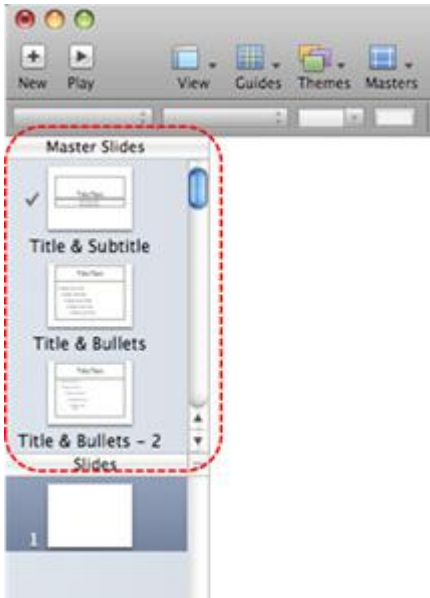 New Play View Guides Themes Masters
Master Slides
Title & Subtitle
Title & Bullets
Title & Bullets - 2
Slides
1